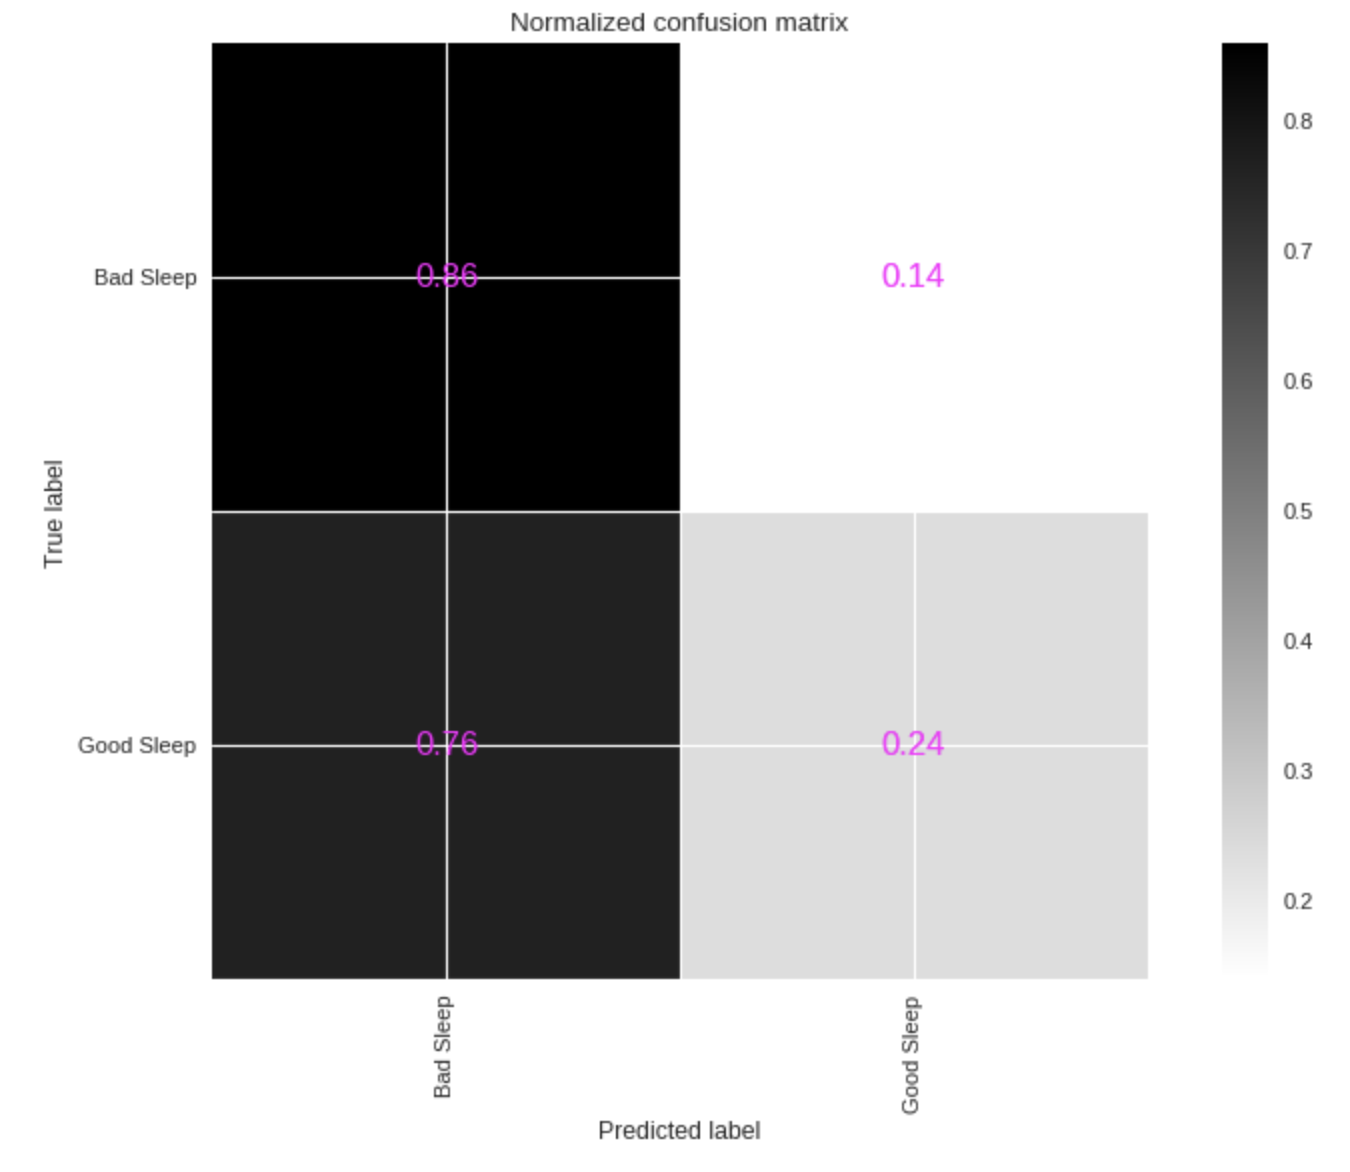 Normalized confusion matrix
0.8
0.7
0.6
0.5
0.4
0.3
0.2
True label
Bad Sleep
0.86
0.14
Good Sleep
0.76
0.24
Bad Sleep
Good Sleep
Predicted label